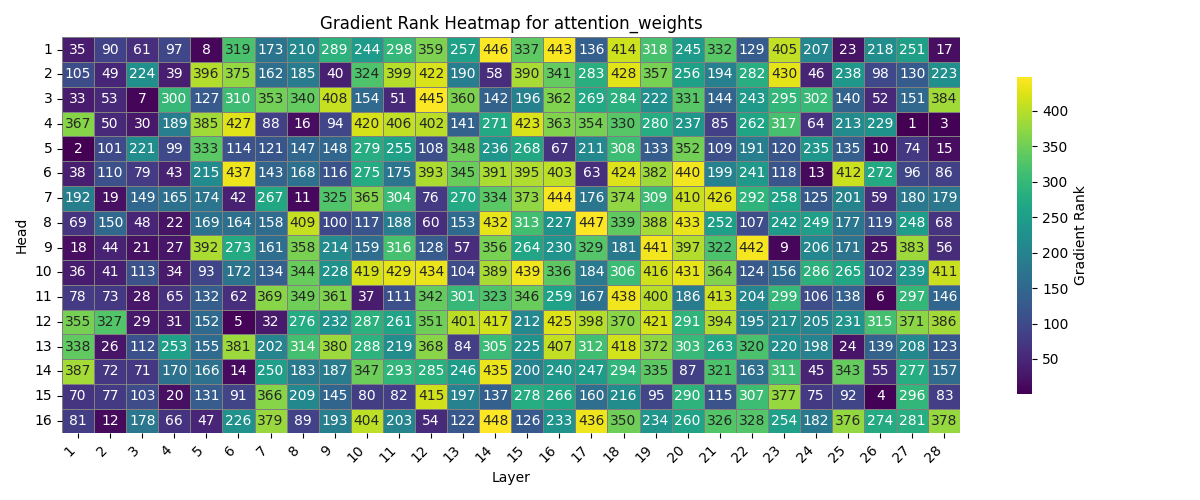 Gradient Rank Heatmap for attention_weights
Head
1 35 90 61 97 8 319 173 210 289 244 298 359 257 446 337 443 136 414 318 245 332 129 405 207 23 218 251 17
2 105 49 224 39 396 375 162 185 40 324 399 422 190 58 390 341 283 428 357 256 194 282 430 46 238 98 130 223
3 33 53 7 300 127 310 353 340 408 154 51 445 360 142 196 362 269 284 222 331 144 243 295 302 140 52 151 384
4 367 50 30 189 385 427 88 16 94 420 406 402 141 271 423 363 354 330 280 237 85 262 317 64 213 229 1 3
5 2 101 221 99 333 114 121 147 148 279 255 108 348 236 268 67 211 308 133 352 109 191 120 235 135 10 74 15
6 38 110 79 43 215 437 143 168 116 275 175 393 345 391 395 403 63 424 382 440 199 241 118 13 412 272 96 86
7 192 19 149 165 174 42 267 11 325 365 304 76 270 334 373 444 176 374 309 410 426 292 258 125 201 59 180 179
8 69 150 48 22 169 164 158 409 100 117 188 60 153 432 313 227 447 339 388 433 252 107 242 249 177 119 248 68
9 18 44 21 27 392 273 161 358 214 159 316 128 57 356 264 230 329 181 441 397 322 442 9 206 171 25 383 56
10 36 41 113 34 93 172 134 344 228 419 429 434 104 389 439 336 184 306 416 431 364 124 156 286 265 102 239 411
11 78 73 28 65 132 62 369 349 361 37 111 342 301 323 346 259 167 438 400 186 413 204 299 106 138 6 297 146
12 355 327 29 31 152 5 32 276 232 287 261 351 401 417 212 425 398 370 421 291 394 195 217 205 231 315 371 386
13 338 26 112 253 155 381 202 314 380 288 219 368 84 305 225 407 312 418 372 303 263 320 220 198 24 139 208 123
14 387 72 71 170 166 14 250 183 187 347 293 285 246 435 200 240 247 294 335 87 321 163 311 45 343 55 277 157
15 70 77 103 20 131 91 366 209 145 80 82 415 197 137 278 266 160 216 95 290 115 307 377 75 92 4 296 83
16 81 12 178 66 47 226 379 89 193 404 203 54 122 448 126 233 436 350 234 260 326 328 254 182 376 274 281 378
1 2 3 4 5 6 7 8 9 10 11 12 13 14 15 16 17 18 19 20 21 22 23 24 25 26 27 28
Layer
400
350
300
250
200
150
100
50
Gradient Rank